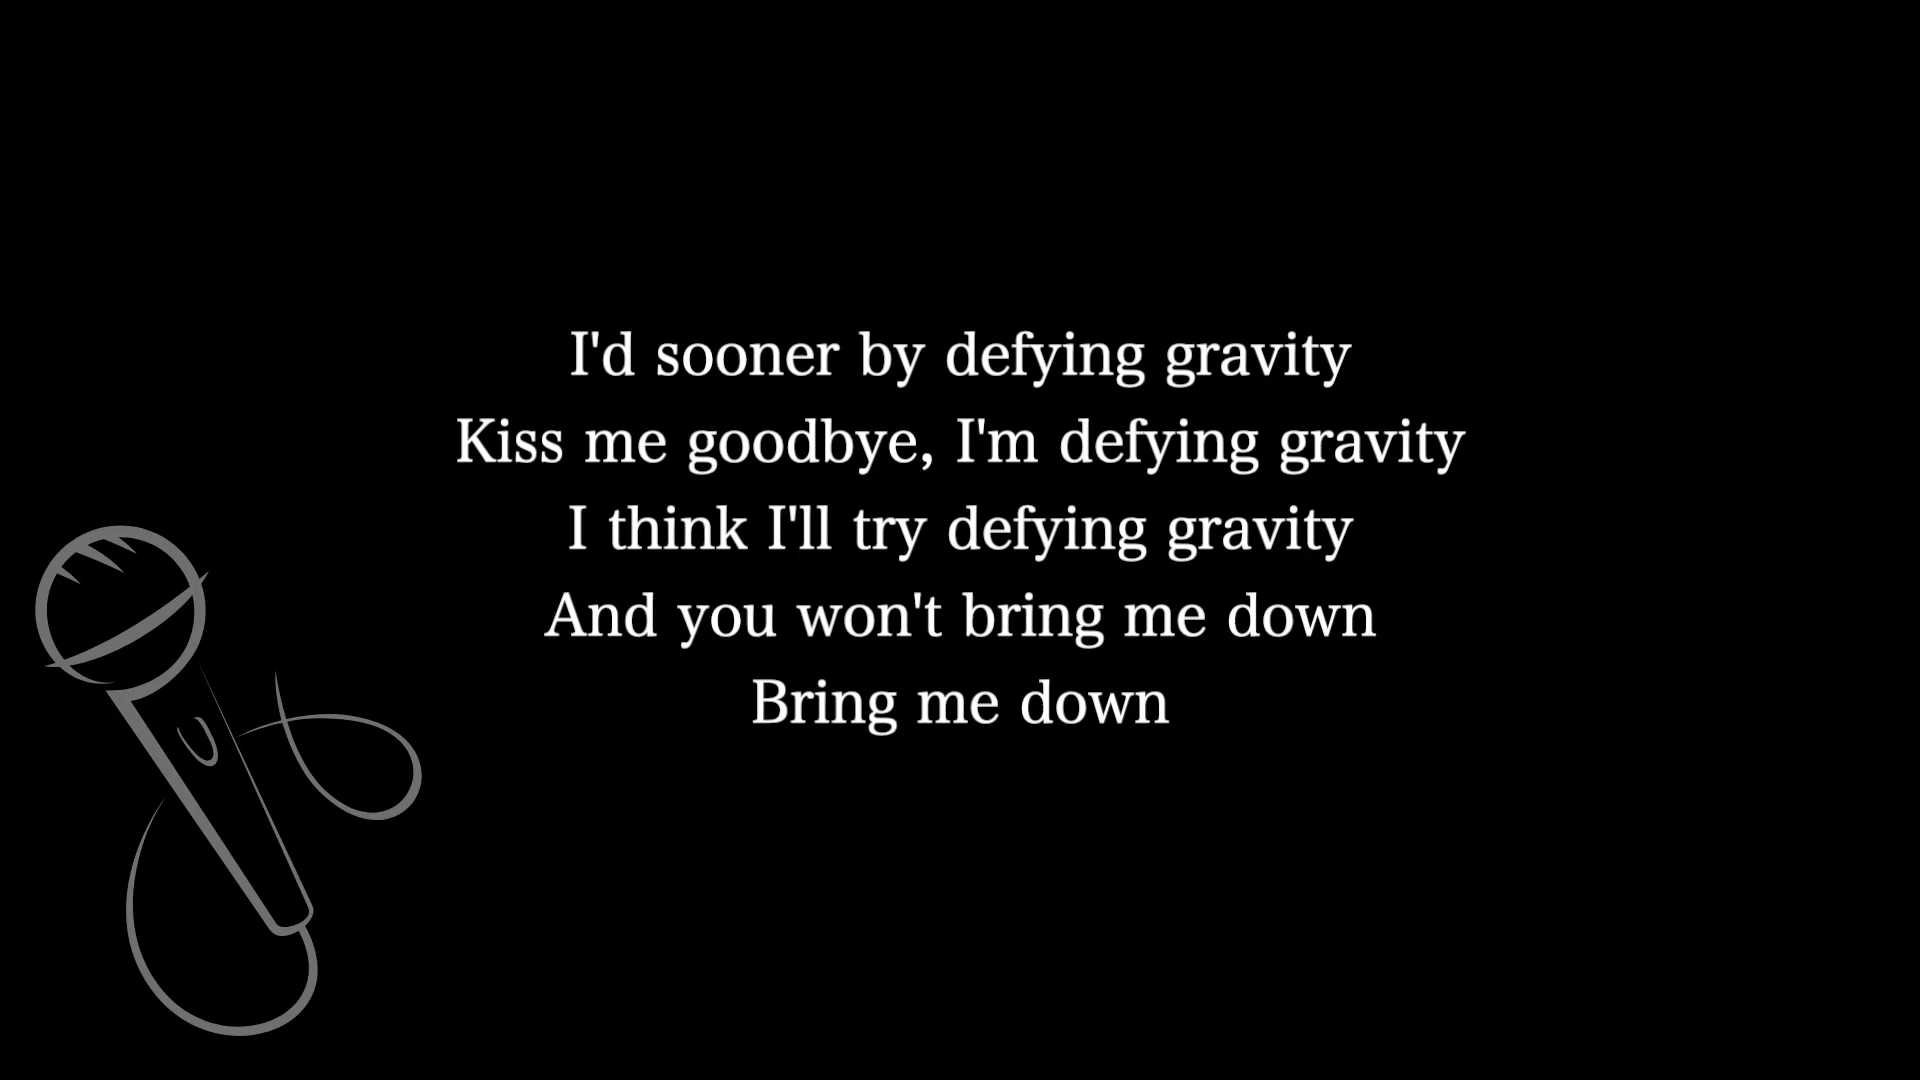 I'd sooner by defying gravity
Kiss me goodbye, I'm defying gravity
I think I'll try defying gravity
And you won't bring me down
Bring me down